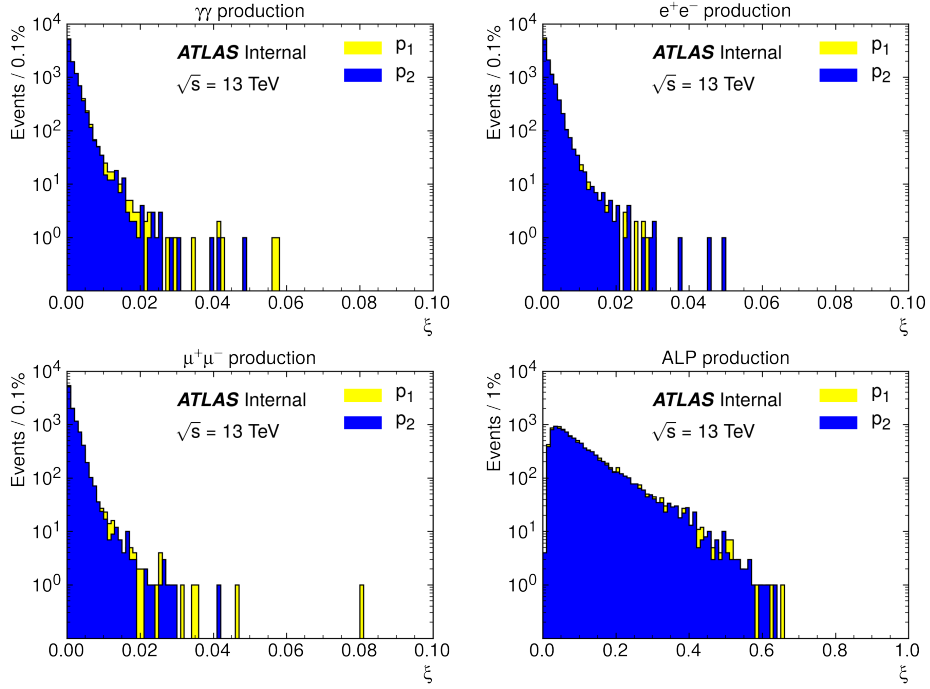 γγ production
Events / 0.1%
10⁴
10³
10²
10¹
10⁰
ATLAS Internal
√s = 13 TeV
p₁
p₂
0.00 0.02 0.04 0.06 0.08 0.10
ξ
e⁺e⁻ production
Events / 0.1%
10⁴
10³
10²
10¹
10⁰
ATLAS Internal
√s = 13 TeV
p₁
p₂
0.00 0.02 0.04 0.06 0.08 0.10
ξ
μ⁺μ⁻ production
Events / 0.1%
10⁴
10³
10²
10¹
10⁰
ATLAS Internal
√s = 13 TeV
p₁
p₂
0.00 0.02 0.04 0.06 0.08 0.10
ξ
ALP production
Events / 1%
10⁴
10³
10²
10¹
10⁰
ATLAS Internal
√s = 13 TeV
p₁
p₂
0.0 0.2 0.4 0.6 0.8 1.0
ξ